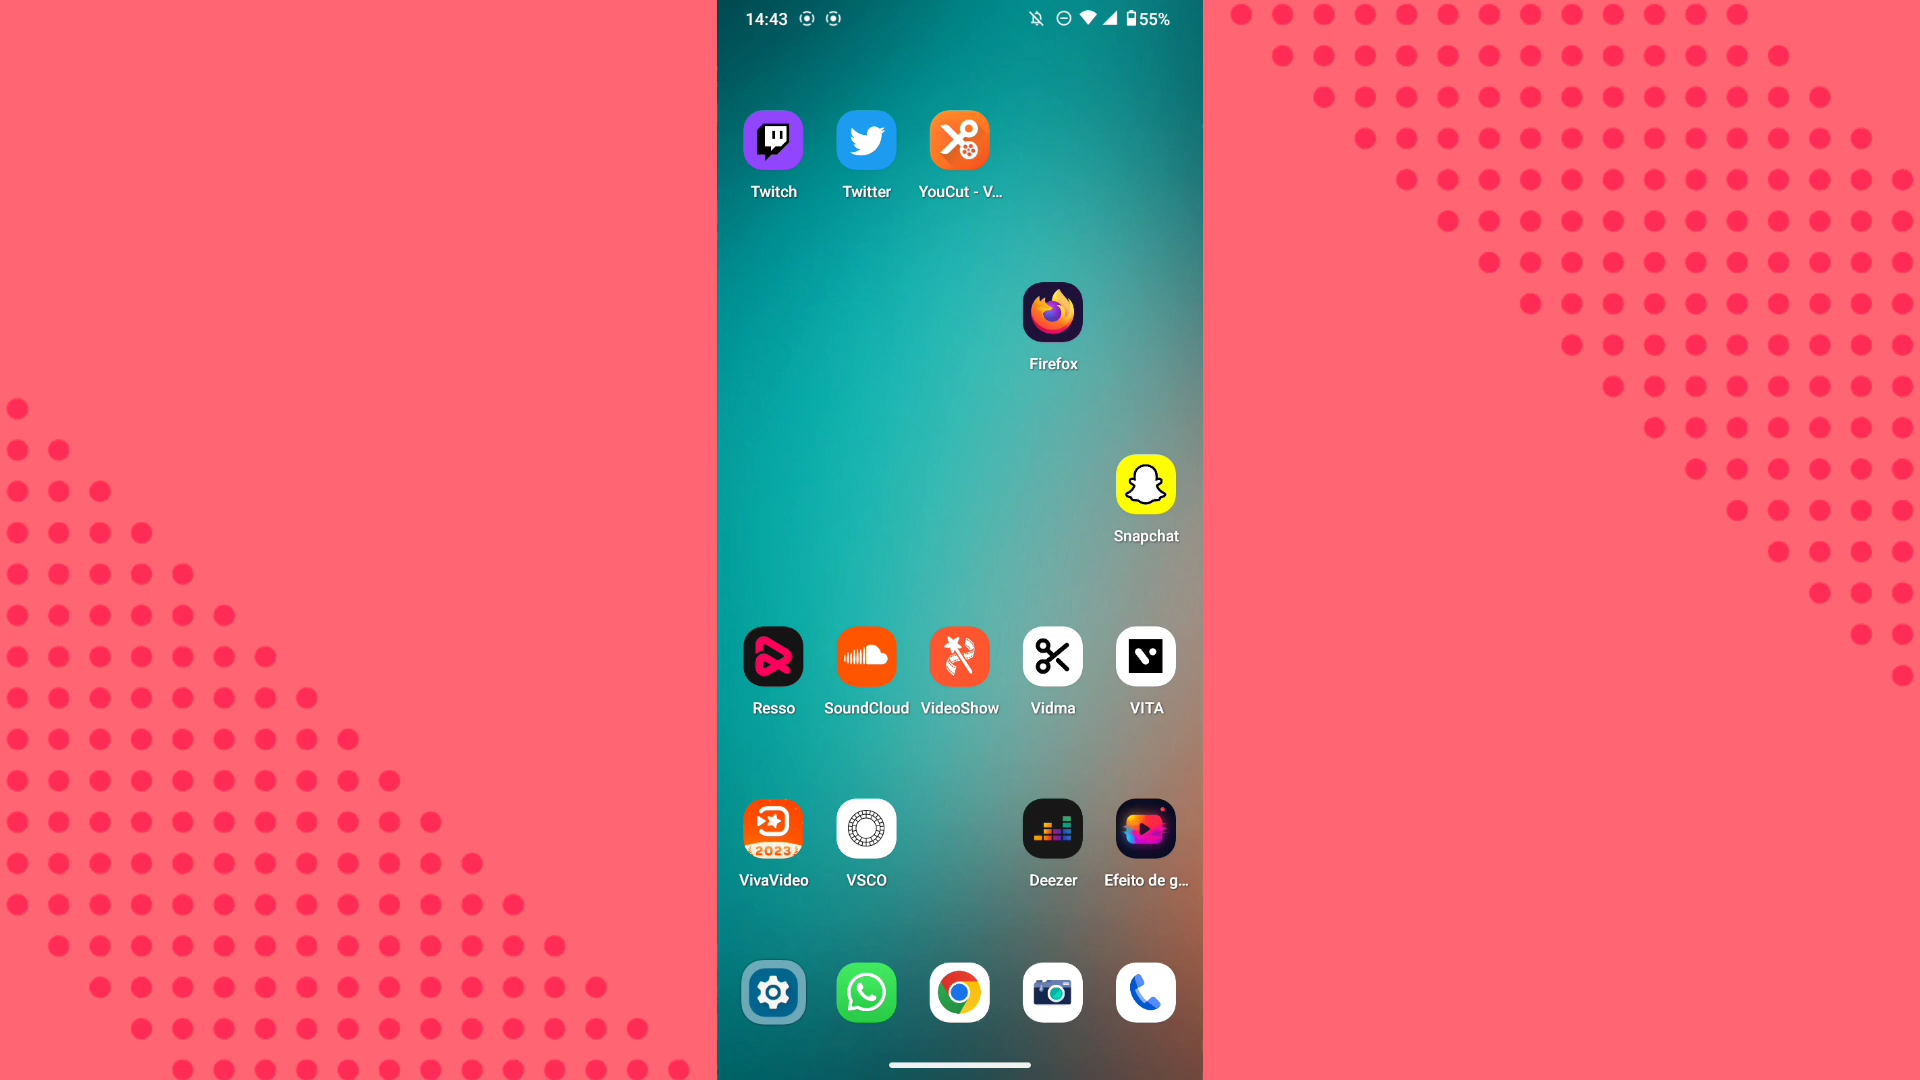 14:43 55%
Twitch Twitter YouCut - V...
Firefox
Snapchat
Resso SoundCloud VideoShow Vidma VITA
2023
VivaVideo VSCO Deezer Efeito de g...